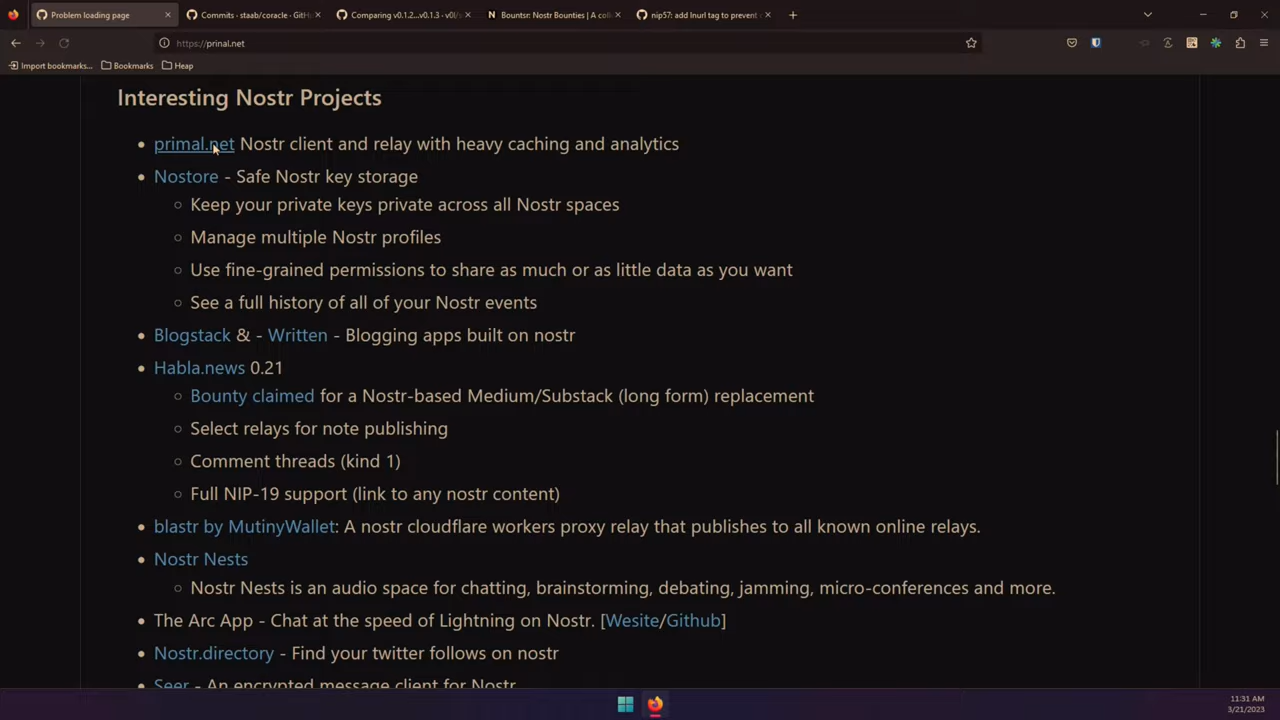 Problem loading page
Commits · staab/coracle · GitH
Comparing v0.1.2...v0.1.3 · v0l/s
Bountsr: Nostr Bounties | A coll
nip57: add lnurl tag to prevent
https://prinal.net
Import bookmarks...
Bookmarks
Heap
Interesting Nostr Projects
primal.net Nostr client and relay with heavy caching and analytics
Nostore - Safe Nostr key storage
Keep your private keys private across all Nostr spaces
Manage multiple Nostr profiles
Use fine-grained permissions to share as much or as little data as you want
See a full history of all of your Nostr events
Blogstack & - Written - Blogging apps built on nostr
Habla.news 0.21
Bounty claimed for a Nostr-based Medium/Substack (long form) replacement
Select relays for note publishing
Comment threads (kind 1)
Full NIP-19 support (link to any nostr content)
blastr by MutinyWallet: A nostr cloudflare workers proxy relay that publishes to all known online relays.
Nostr Nests
Nostr Nests is an audio space for chatting, brainstorming, debating, jamming, micro-conferences and more.
The Arc App - Chat at the speed of Lightning on Nostr. [Wesite/Github]
Nostr.directory - Find your twitter follows on nostr
Seer - An encrypted message client for Nostr
11:31 AM
3/21/2023